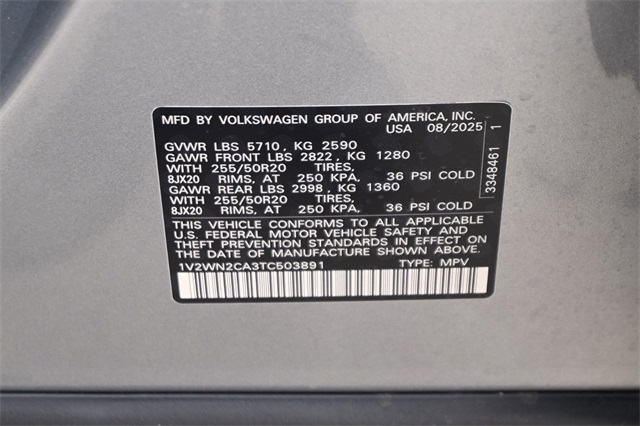 MFD BY VOLKSWAGEN GROUP OF AMERICA, INC.
USA 08/2025
GVWR LBS 5710, KG 2590
GAWR FRONT LBS 2822, KG 1280
WITH 255/50R20 TIRES,
8JX20 RIMS, AT 250 KPA, 36 PSI COLD
GAWR REAR LBS 2998, KG 1360
WITH 255/50R20 TIRES,
8JX20 RIMS, AT 250 KPA, 36 PSI COLD
THIS VEHICLE CONFORMS TO ALL APPLICABLE
U.S. FEDERAL MOTOR VEHICLE SAFETY AND
THEFT PREVENTION STANDARDS IN EFFECT ON
THE DATE OF MANUFACTURE SHOWN ABOVE.
1V2WN2CA3TC503891 TYPE: MPV
3348461 1